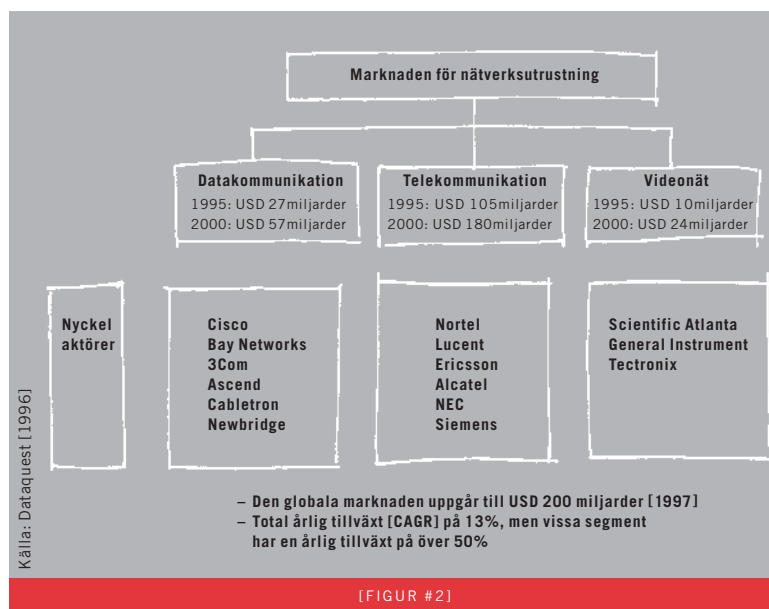 Marknaden för nätverksutrustning
Datakommunikation
1995: USD 27miljarder
2000: USD 57miljarder
Telekommunikation
1995: USD 105miljarder
2000: USD 180miljarder
Videonät
1995: USD 10miljarder
2000: USD 24miljarder
Nyckel
aktörer
Cisco
Bay Networks
3Com
Ascend
Cabletron
Newbridge
Nortel
Lucent
Ericsson
Alcatel
NEC
Siemens
Scientific Atlanta
General Instrument
Tectronix
Källa: Dataquest [1996]
– Den globala marknaden uppgår till USD 200 miljarder [1997]
– Total årlig tillväxt [CAGR] på 13%, men vissa segment
har en årlig tillväxt på över 50%
[FIGUR #2]